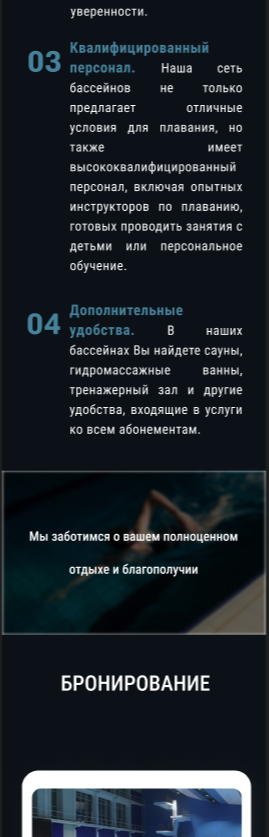 уверенности.
03
Квалифицированный
персонал. Наша сеть
бассейнов не только
предлагает отличные
условия для плавания, но
также имеет
высококвалифицированный
персонал, включая опытных
инструкторов по плаванию,
готовых проводить занятия с
детьми или персональное
обучение.
04
Дополнительные
удобства. В наших
бассейнах Вы найдете сауны,
гидромассажные ванны,
тренажерный зал и другие
удобства, входящие в услуги
ко всем абонементам.
Мы заботимся о вашем полноценном
отдыхе и благополучии
БРОНИРОВАНИЕ